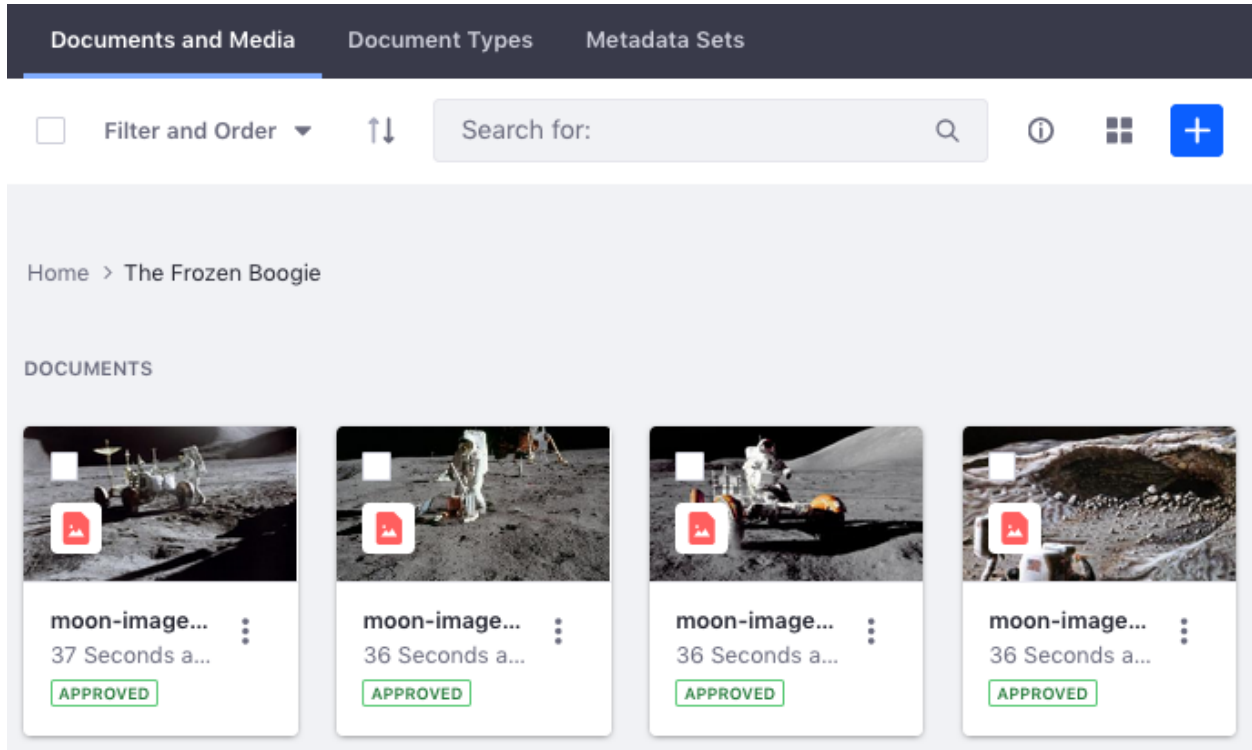 Documents and Media Document Types Metadata Sets
Filter and Order Search for:
Home > The Frozen Boogie
DOCUMENTS
moon-image... moon-image... moon-image... moon-image...
37 Seconds a... 36 Seconds a... 36 Seconds a... 36 Seconds a...
APPROVED APPROVED APPROVED APPROVED